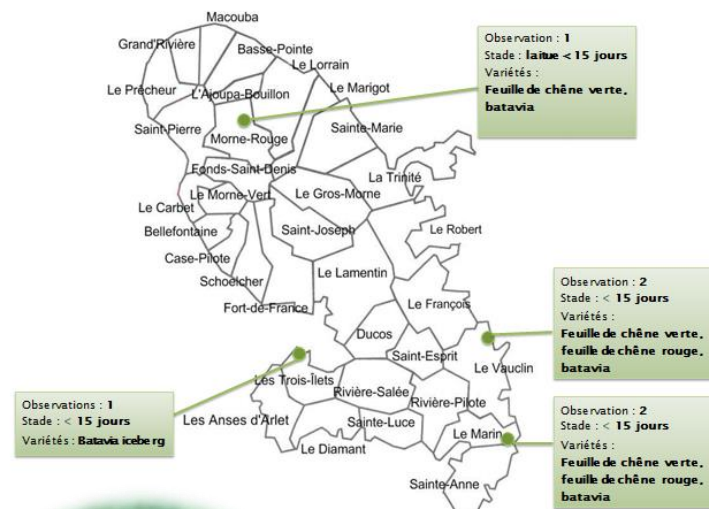 Macouba
Grand'Rivière
Basse-Pointe
Le Lorrain
Le Prêcheur
L'Ajoupa-Bouillon
Le Marigot
Saint-Pierre
Sainte-Marie
Morne-Rouge
Fonds-Saint-Denis
La Trinité
Le Morne-Vert
Le Gros-Morne
Le Carbet
Bellefontaine
Saint-Joseph
Le Robert
Case-Pilote
Le Lamentin
Schoelcher
Fort-de-France
Le François
Ducos
Saint-Esprit
Le Vauclin
Les Trois-Îlets
Rivière-Salée
Rivière-Pilote
Les Anses d'Arlet
Sainte-Luce
Le Marin
Le Diamant
Sainte-Anne
Observation : 1
Stade : laitue < 15 jours
Variétés :
Feuille de chêne verte,
batavia
Observation : 2
Stade : < 15 jours
Variétés :
Feuille de chêne verte,
feuille de chêne rouge,
batavia
Observations : 1
Stade : < 15 jours
Variétés : Batavia iceberg
Observation : 2
Stade : < 15 jours
Variétés :
Feuille de chêne verte,
feuille de chêne rouge,
batavia